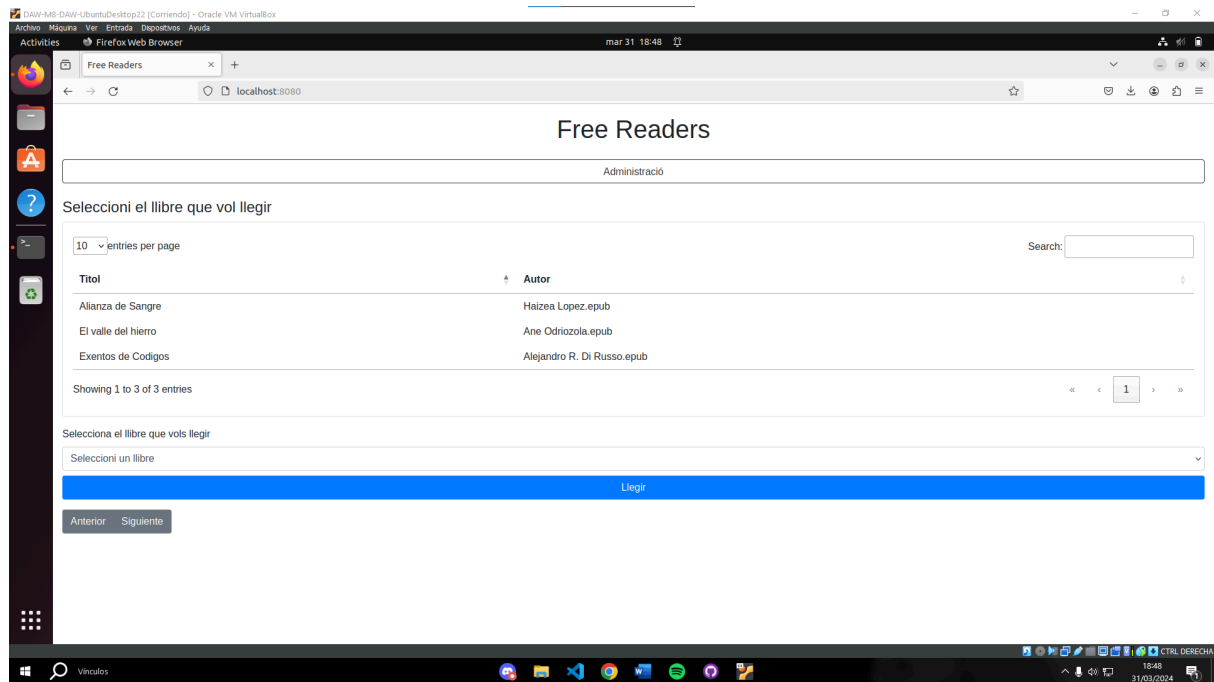 DAW-M8-DAW-UbuntuDesktop22 [Corriendo] - Oracle VM VirtualBox
Archivo Máquina Ver Entrada Dispositivos Ayuda
Activities Firefox Web Browser mar 31 18:48
Free Readers
localhost:8080
Free Readers
Administració
Seleccioni el llibre que vol llegir
10 entries per page Search:
Titol Autor
Alianza de Sangre Haizea Lopez.epub
El valle del hierro Ane Odriozola.epub
Exentos de Codigos Alejandro R. Di Russo.epub
Showing 1 to 3 of 3 entries « ‹ 1 › »
Selecciona el llibre que vols llegir
Seleccioni un llibre
Llegir
Anterior Siguiente
CTRL DERECHA
Vínculos 18:48
31/03/2024